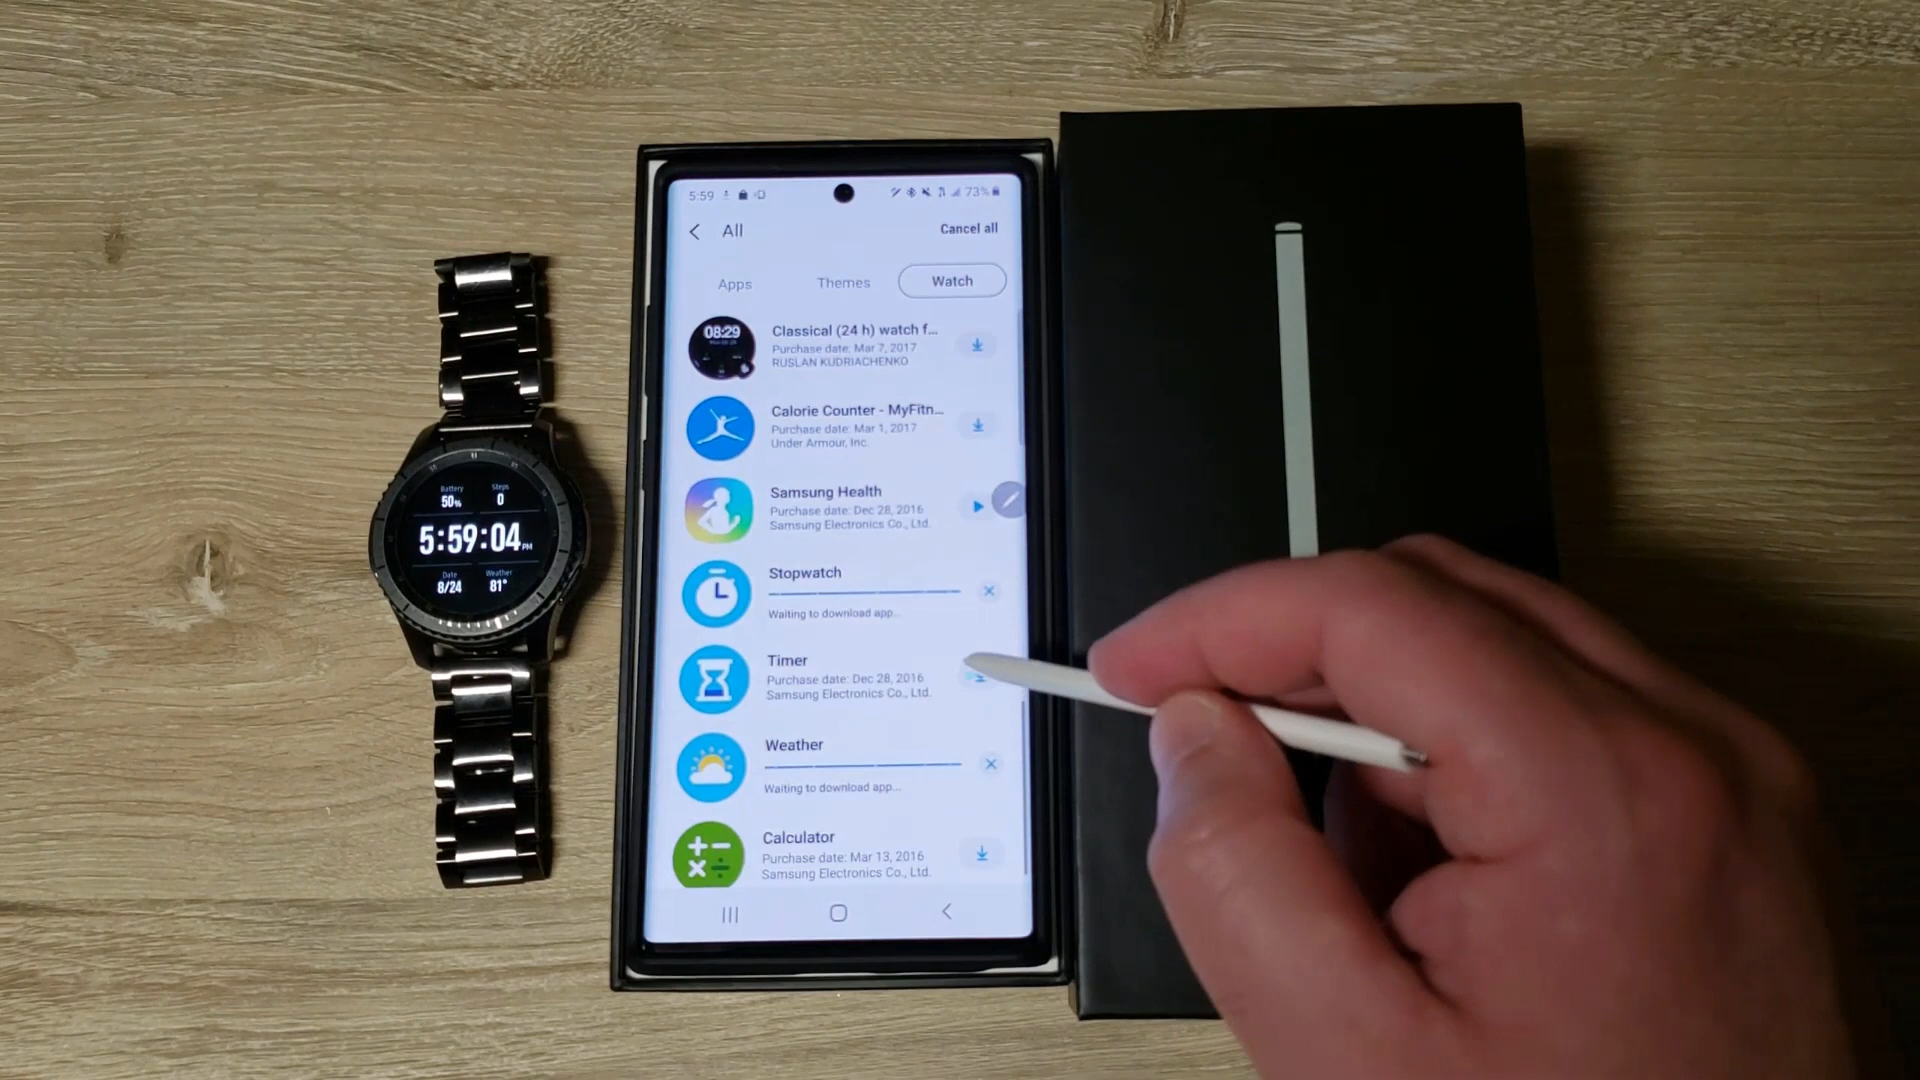 Battery
50%
Steps
0
5:59:04 PM
Date
8/24
Weather
81°
5:59
73%
All
Cancel all
Apps
Themes
Watch
08:29
Classical (24 h) watch f...
Purchase date: Mar 7, 2017
RUSLAN KUDRIACHENKO
Calorie Counter - MyFitn...
Purchase date: Mar 1, 2017
Under Armour, Inc.
Samsung Health
Purchase date: Dec 28, 2016
Samsung Electronics Co., Ltd.
Stopwatch
Waiting to download app...
Timer
Purchase date: Dec 28, 2016
Samsung Electronics Co., Ltd.
Weather
Waiting to download app...
Calculator
Purchase date: Mar 13, 2016
Samsung Electronics Co., Ltd.